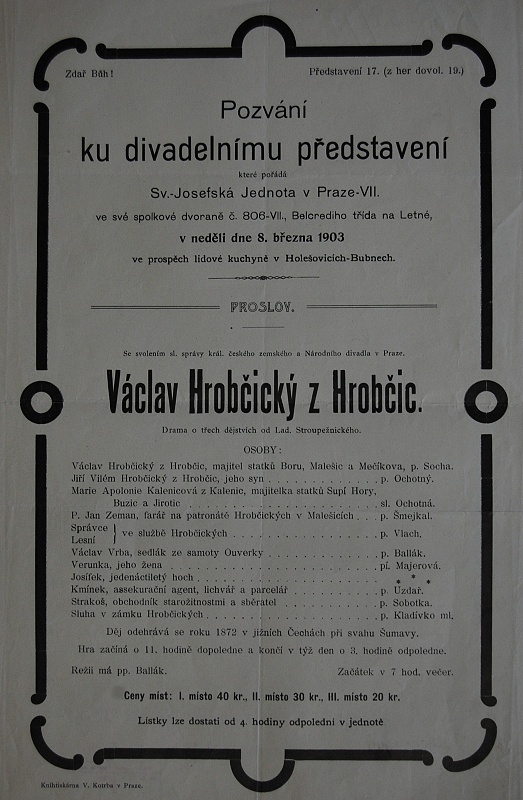 Zdař Bůh!
Představení 17. (z her dovol. 19.)
Pozvání
ku divadelnímu představení
které pořádá
Sv.-Josefská Jednota v Praze-VII.
ve své spolkové dvoraně č. 806-VII., Belcrediho třída na Letné,
v neděli dne 8. března 1903
ve prospěch lidové kuchyně v Holešovicích-Bubnech.
PROSLOV.
Se svolením sl. správy král. českého zemského a Národního divadla v Praze.
Václav Hrobčický z Hrobčic.
Drama o třech dějstvích od Lad. Stroupežnického.
OSOBY:
Václav Hrobčický z Hrobčic, majitel statků Boru, Malešic a Mečíkova, p. Socha.
Jiří Vilém Hrobčický z Hrobčic, jeho syn . . . . . . . . . . . . p. Ochotný.
Marie Apolonie Kalenicová z Kalenic, majitelka statků Supí Hory,
Buzic a Jirotic . . . . . . . . . . . . . . . . . . . . . sl. Ochotná.
P. Jan Zeman, farář na patronátě Hrobčických v Malešicích . . . p. Šmejkal.
Správce
Lesní } ve službě Hrobčických . . . . . . . . . . . . . . . p. Vlach.
Václav Vrba, sedlák ze samoty Ouverky . . . . . . . . . . . . p. Ballák.
Verunka, jeho žena . . . . . . . . . . . . . . . . . . . . pí. Majerová.
Josífek, jedenáctiletý hoch . . . . . . . . . . . . . . . . . * * *
Kmínek, assekurační agent, lichvář a parcelář . . . . . . . . . p. Uzdař.
Strakoš, obchodník starožitnostmi a sběratel . . . . . . . . . p. Sobotka.
Sluha v zámku Hrobčických . . . . . . . . . . . . . . . . . p. Kladívko ml.
Děj odehrává se roku 1872 v jižních Čechách při svahu Šumavy.
Hra začíná o 11. hodině dopoledne a končí v týž den o 3. hodině odpoledne.
Režii má pp. Ballák.
Začátek v 7 hod. večer.
Ceny míst: I. místo 40 kr., II. místo 30 kr., III. místo 20 kr.
Lístky lze dostati od 4. hodiny odpolední v jednotě
Knihtiskárna V. Kotrba v Praze.